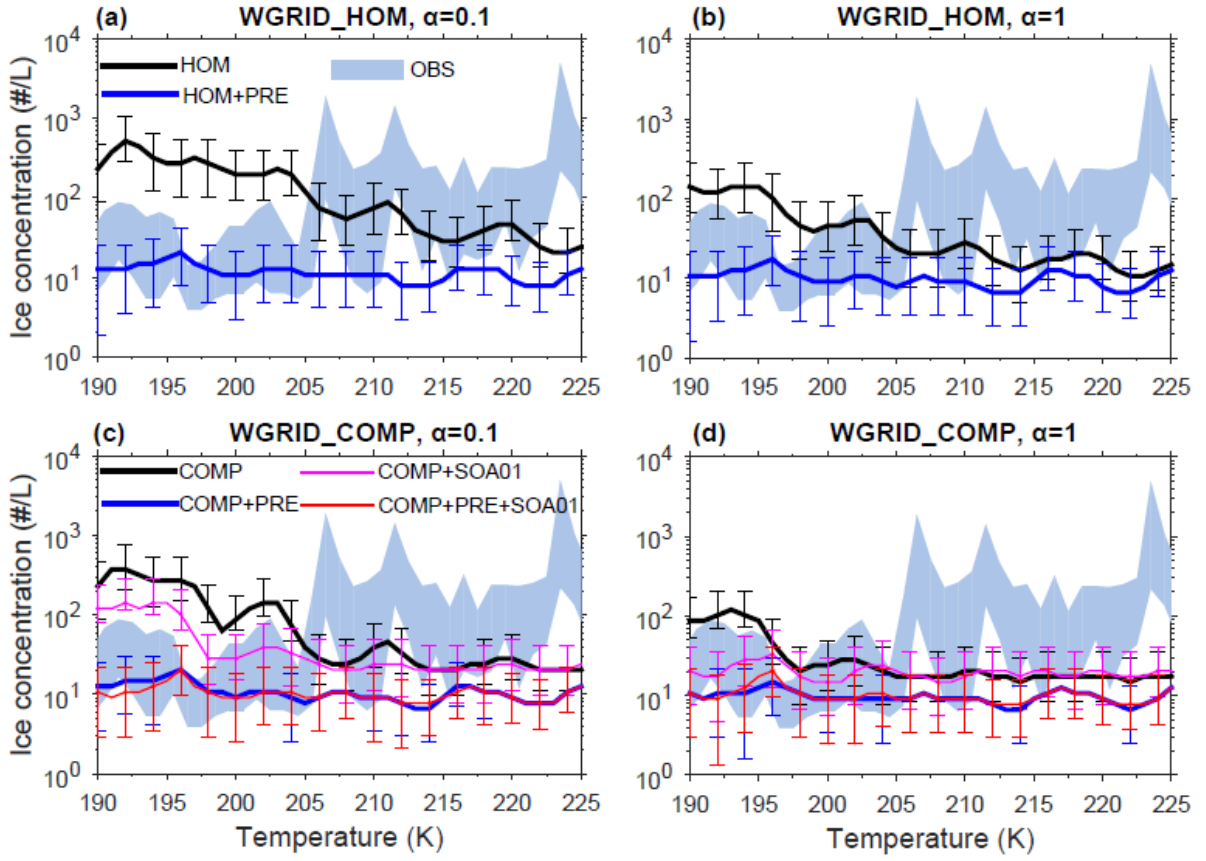 (a) WGRID_HOM, α=0.1
(b) WGRID_HOM, α=1
Ice concentration (#/L)
10^4
10^3
10^2
10^1
10^0
HOM
HOM+PRE
OBS
190 195 200 205 210 215 220 225
10^4
10^3
10^2
10^1
10^0
190 195 200 205 210 215 220 225
(c) WGRID_COMP, α=0.1
(d) WGRID_COMP, α=1
Ice concentration (#/L)
10^4
10^3
10^2
10^1
10^0
COMP
COMP+PRE
COMP+SOA01
COMP+PRE+SOA01
190 195 200 205 210 215 220 225
Temperature (K)
10^4
10^3
10^2
10^1
10^0
190 195 200 205 210 215 220 225
Temperature (K)